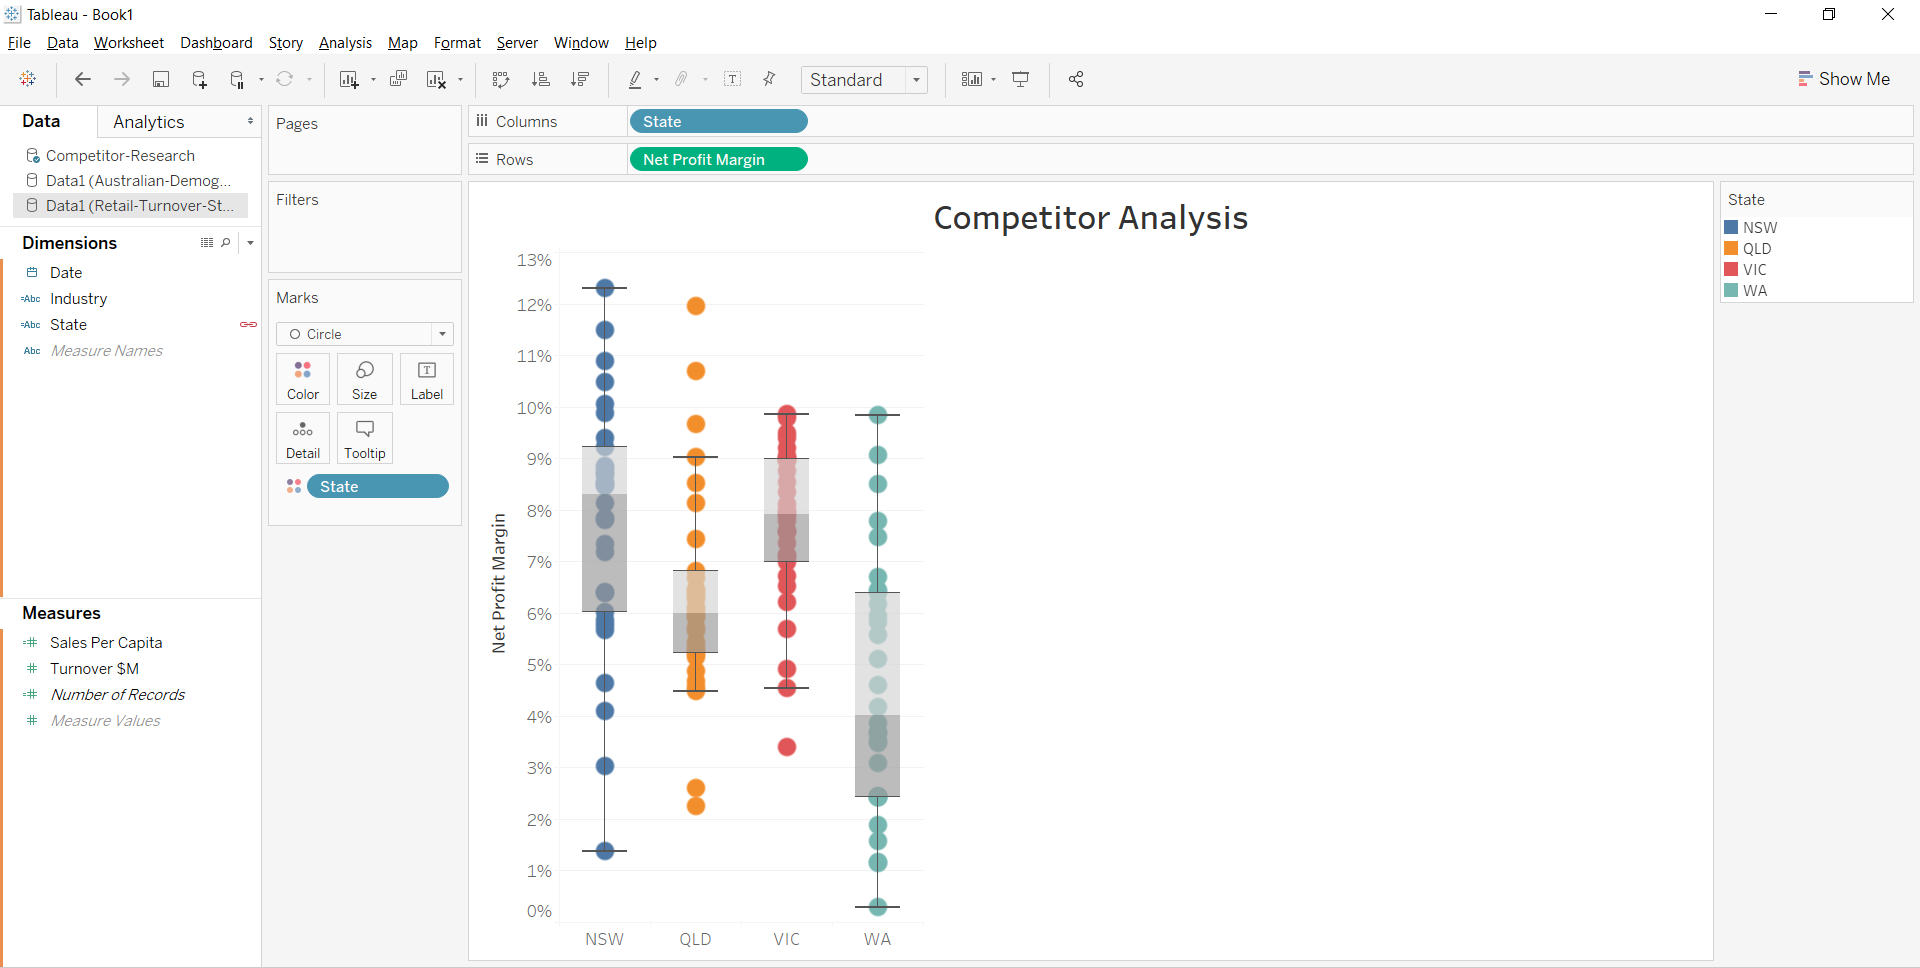 Tableau - Book1
File Data Worksheet Dashboard Story Analysis Map Format Server Window Help
Standard
Show Me
Data
Analytics
Competitor-Research
Data1 (Australian-Demog...
Data1 (Retail-Turnover-St...
Dimensions
Date
=Abc Industry
=Abc State
Abc Measure Names
Measures
=# Sales Per Capita
# Turnover $M
=# Number of Records
# Measure Values
Pages
Filters
Marks
Circle
Color Size Label
Detail Tooltip
State
Columns State
Rows Net Profit Margin
Competitor Analysis
Net Profit Margin
13%
12%
11%
10%
9%
8%
7%
6%
5%
4%
3%
2%
1%
0%
NSW QLD VIC WA
State
NSW
QLD
VIC
WA